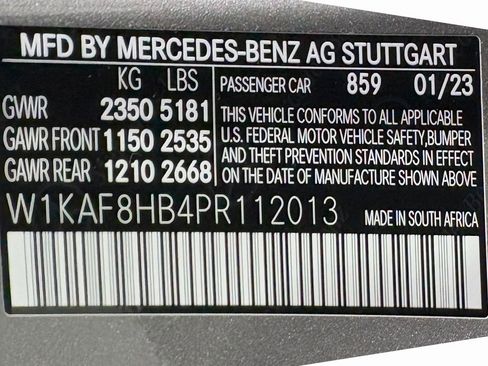 MFD BY MERCEDES-BENZ AG STUTTGART
KG LBS PASSENGER CAR 859 01/23
GVWR 2350 5181
GAWR FRONT 1150 2535
GAWR REAR 1210 2668
THIS VEHICLE CONFORMS TO ALL APPLICABLE
U.S. FEDERAL MOTOR VEHICLE SAFETY,BUMPER
AND THEFT PREVENTION STANDARDS IN EFFECT
ON THE DATE OF MANUFACTURE SHOWN ABOVE
W1KAF8HB4PR112013 MADE IN SOUTH AFRICA